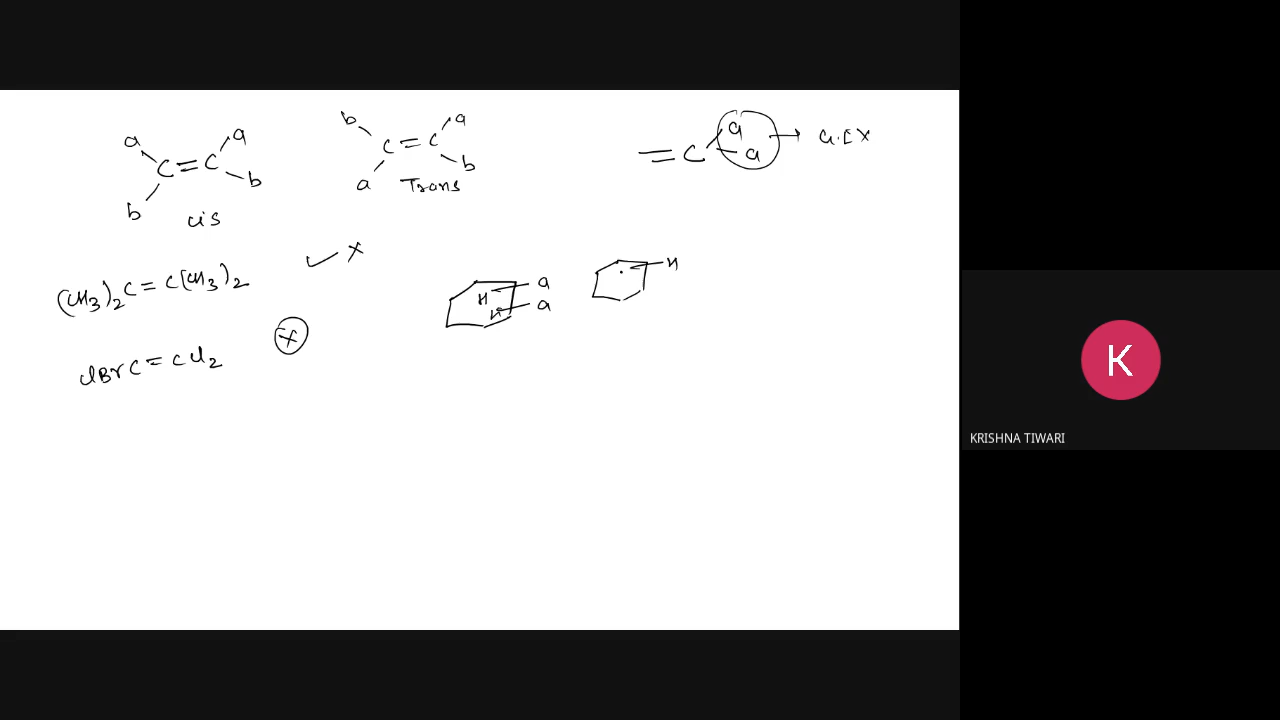 a a
C=C
b b
cis
b a
C=C
a b
Trans
=C a
a → G.I X
(CH3)2C=C(CH3)2 ✓ X
ClBrC=CCl2 X
H a
H a
H
K
KRISHNA TIWARI